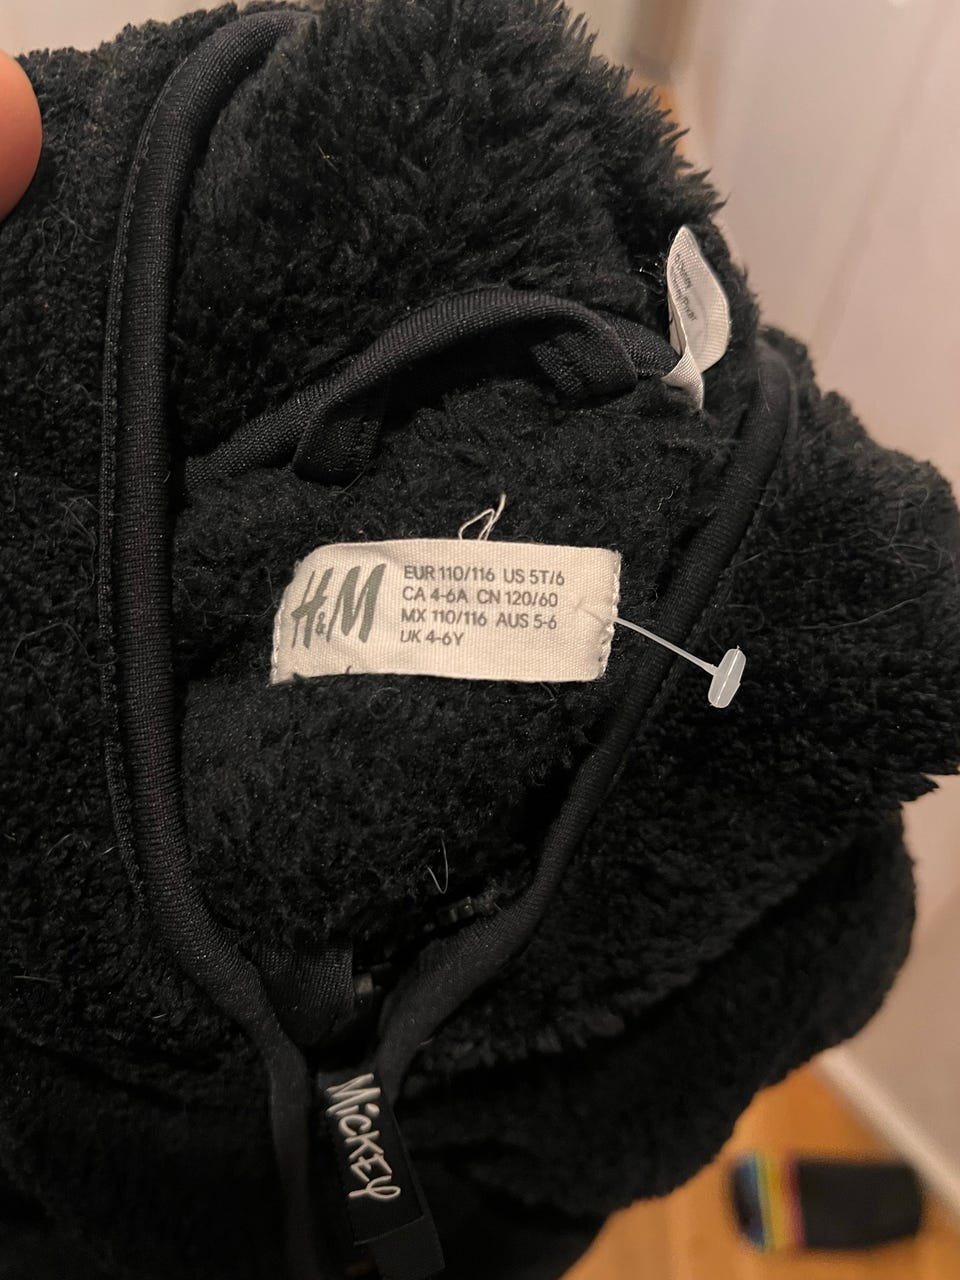 H&M
EUR 110/116 US 5T/6
CA 4-6A CN 120/60
MX 110/116 AUS 5-6
UK 4-6Y
MiCKEY